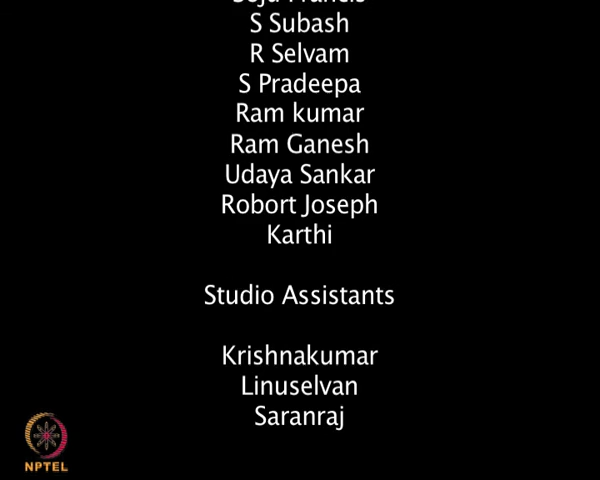 S Subash
R Selvam
S Pradeepa
Ram kumar
Ram Ganesh
Udaya Sankar
Robort Joseph
Karthi
Studio Assistants
Krishnakumar
Linuselvan
Saranraj
NPTEL